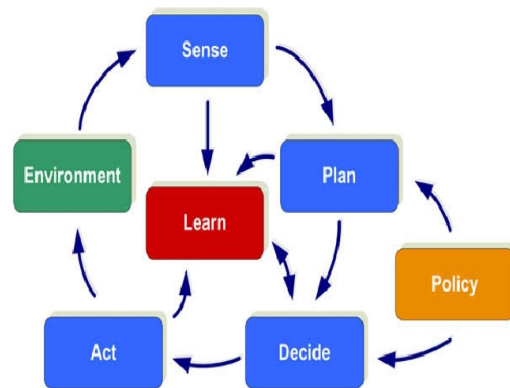 Sense
Environment
Plan
Learn
Policy
Act
Decide